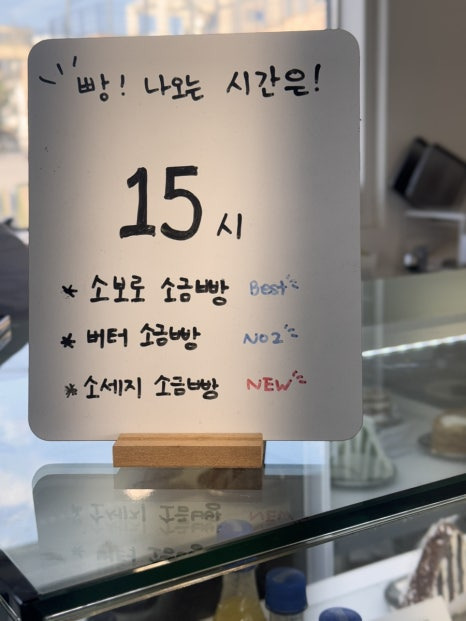 빵! 나오는 시간은!
15시
* 소보로 소금빵 Best
* 버터 소금빵 NO2
* 소세지 소금빵 NEW